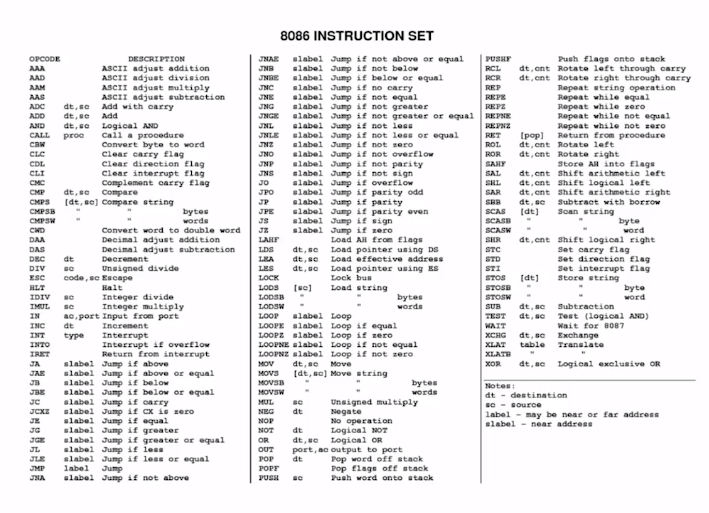 8086 INSTRUCTION SET
OPCODE DESCRIPTION
AAA ASCII adjust addition
AAD ASCII adjust division
AAM ASCII adjust multiply
AAS ASCII adjust subtraction
ADC dt,sc Add with carry
ADD dt,sc Add
AND dt,sc Logical AND
CALL proc Call a procedure
CBW Convert byte to word
CLC Clear carry flag
CDL Clear direction flag
CLI Clear interrupt flag
CMC Complement carry flag
CMP dt,sc Compare
CMPS [dt,sc] Compare string
CMPSB " " bytes
CMPSW " " words
CWD Convert word to double word
DAA Decimal adjust addition
DAS Decimal adjust subtraction
DEC dt Decrement
DIV sc Unsigned divide
ESC code,sc Escape
HLT Halt
IDIV sc Integer divide
IMUL sc Integer multiply
IN ac,port Input from port
INC dt Increment
INT type Interrupt
INTO Interrupt if overflow
IRET Return from interrupt
JA slabel Jump if above
JAE slabel Jump if above or equal
JB slabel Jump if below
JBE slabel Jump if below or equal
JC slabel Jump if carry
JCXZ slabel Jump if CX is zero
JE slabel Jump if equal
JG slabel Jump if greater
JGE slabel Jump if greater or equal
JL slabel Jump if less
JLE slabel Jump if less or equal
JMP label Jump
JNA slabel Jump if not above
JNAE slabel Jump if not above or equal
JNB slabel Jump if not below
JNBE slabel Jump if below or equal
JNC slabel Jump if no carry
JNE slabel Jump if not equal
JNG slabel Jump if not greater
JNGE slabel Jump if not greater or equal
JNL slabel Jump if not less
JNLE slabel Jump if not less or equal
JNZ slabel Jump if not zero
JNO slabel Jump if not overflow
JNP slabel Jump if not parity
JNS slabel Jump if not sign
JO slabel Jump if overflow
JPO slabel Jump if parity odd
JP slabel Jump if parity
JPE slabel Jump if parity even
JS slabel Jump if sign
JZ slabel Jump if zero
LAHF Load AH from flags
LDS dt,sc Load pointer using DS
LEA dt,sc Load effective address
LES dt,sc Load pointer using ES
LOCK Lock bus
LODS [sc] Load string
LODSB " " bytes
LODSW " " words
LOOP slabel Loop
LOOPE slabel Loop if equal
LOOPZ slabel Loop if zero
LOOPNE slabel Loop if not equal
LOOPNZ slabel Loop if not zero
MOV dt,sc Move
MOVS [dt,sc] Move string
MOVSB " " bytes
MOVSW " " words
MUL sc Unsigned multiply
NEG dt Negate
NOP No operation
NOT dt Logical NOT
OR dt,sc Logical OR
OUT port,ac output to port
POP dt Pop word off stack
POPF Pop flags off stack
PUSH sc Push word onto stack
PUSHF Push flags onto stack
RCL dt,cnt Rotate left through carry
RCR dt,cnt Rotate right through carry
REP Repeat string operation
REPE Repeat while equal
REPZ Repeat while zero
REPNE Repeat while not equal
REPNZ Repeat while not zero
RET [pop] Return from procedure
ROL dt,cnt Rotate left
ROR dt,cnt Rotate right
SAHF Store AH into flags
SAL dt,cnt Shift arithmetic left
SHL dt,cnt Shift logical left
SAR dt,cnt Shift arithmetic right
SBB dt,sc Subtract with borrow
SCAS [dt] Scan string
SCASB " " byte
SCASW " " word
SHR dt,cnt Shift logical right
STC Set carry flag
STD Set direction flag
STI Set interrupt flag
STOS [dt] Store string
STOSB " " byte
STOSW " " word
SUB dt,sc Subtraction
TEST dt,sc Test (logical AND)
WAIT Wait for 8087
XCHG dt,sc Exchange
XLAT table Translate
XLATB " "
XOR dt,sc Logical exclusive OR
Notes:
dt - destination
sc - source
label - may be near or far address
slabel - near address